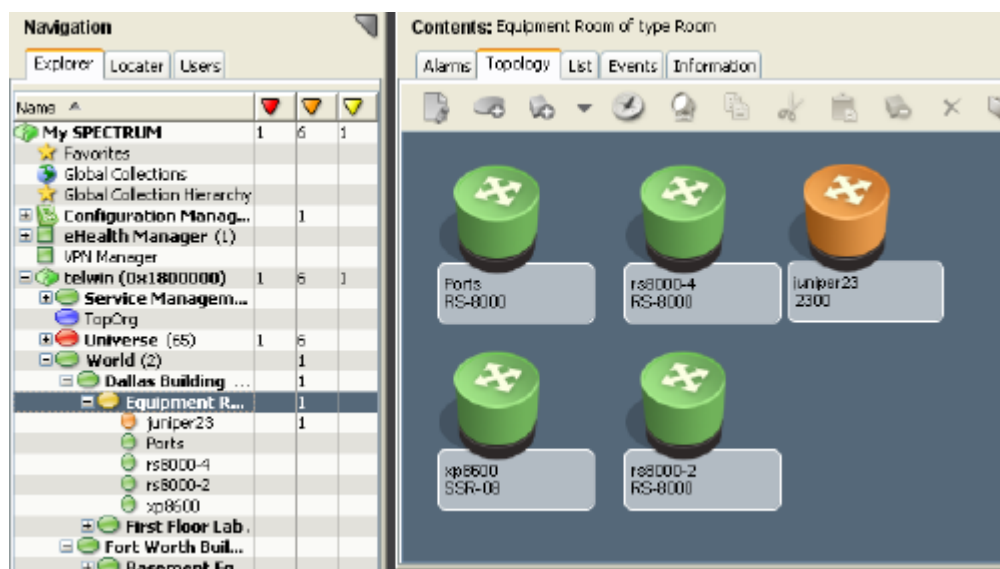 Navigation
Explorer Locater Users
Name
My SPECTRUM 1 6 1
Favorites
Global Collections
Global Collection Hierarchy
Configuration Manag... 1
eHealth Manager (1)
VPN Manager
telwin (0x1800000) 1 6 1
Service Managem...
TopOrg
Universe (65) 1 6
World (2) 1
Dallas Building ... 1
Equipment R... 1
juniper23 1
Ports
rs8000-4
rs8000-2
xp8600
First Floor Lab .
Fort Worth Buil...
Basement Eq
Contents: Equipment Room of type Room
Alarms Topology List Events Information
Ports
RS-8000
rs8000-4
RS-8000
juniper23
2300
xp8600
SSR-08
rs8000-2
RS-8000